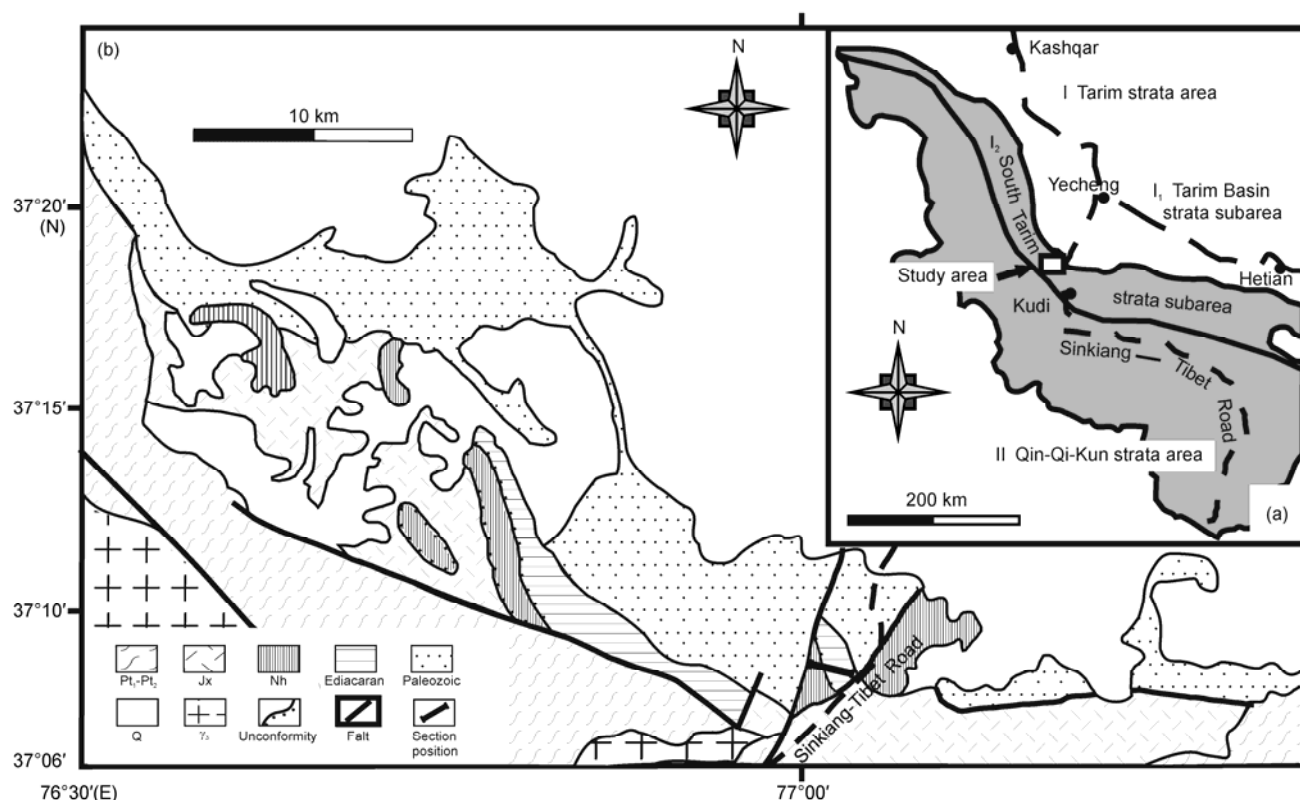 (b)
N
10 km
37°20′
(N)
37°15′
37°10′
37°06′
76°30′(E)
77°00′
Sinkiang-Tibet Road
Pt₁-Pt₂
Jx
Nh
Ediacaran
Paleozoic
Q
Unconformity
Falt
Section
position
Kashqar
I Tarim strata area
I₂ South Tarim
Yecheng
I₁ Tarim Basin
strata subarea
Study area
Hetian
Kudi
strata subarea
N
Sinkiang — Tibet Road
II Qin-Qi-Kun strata area
200 km
(a)